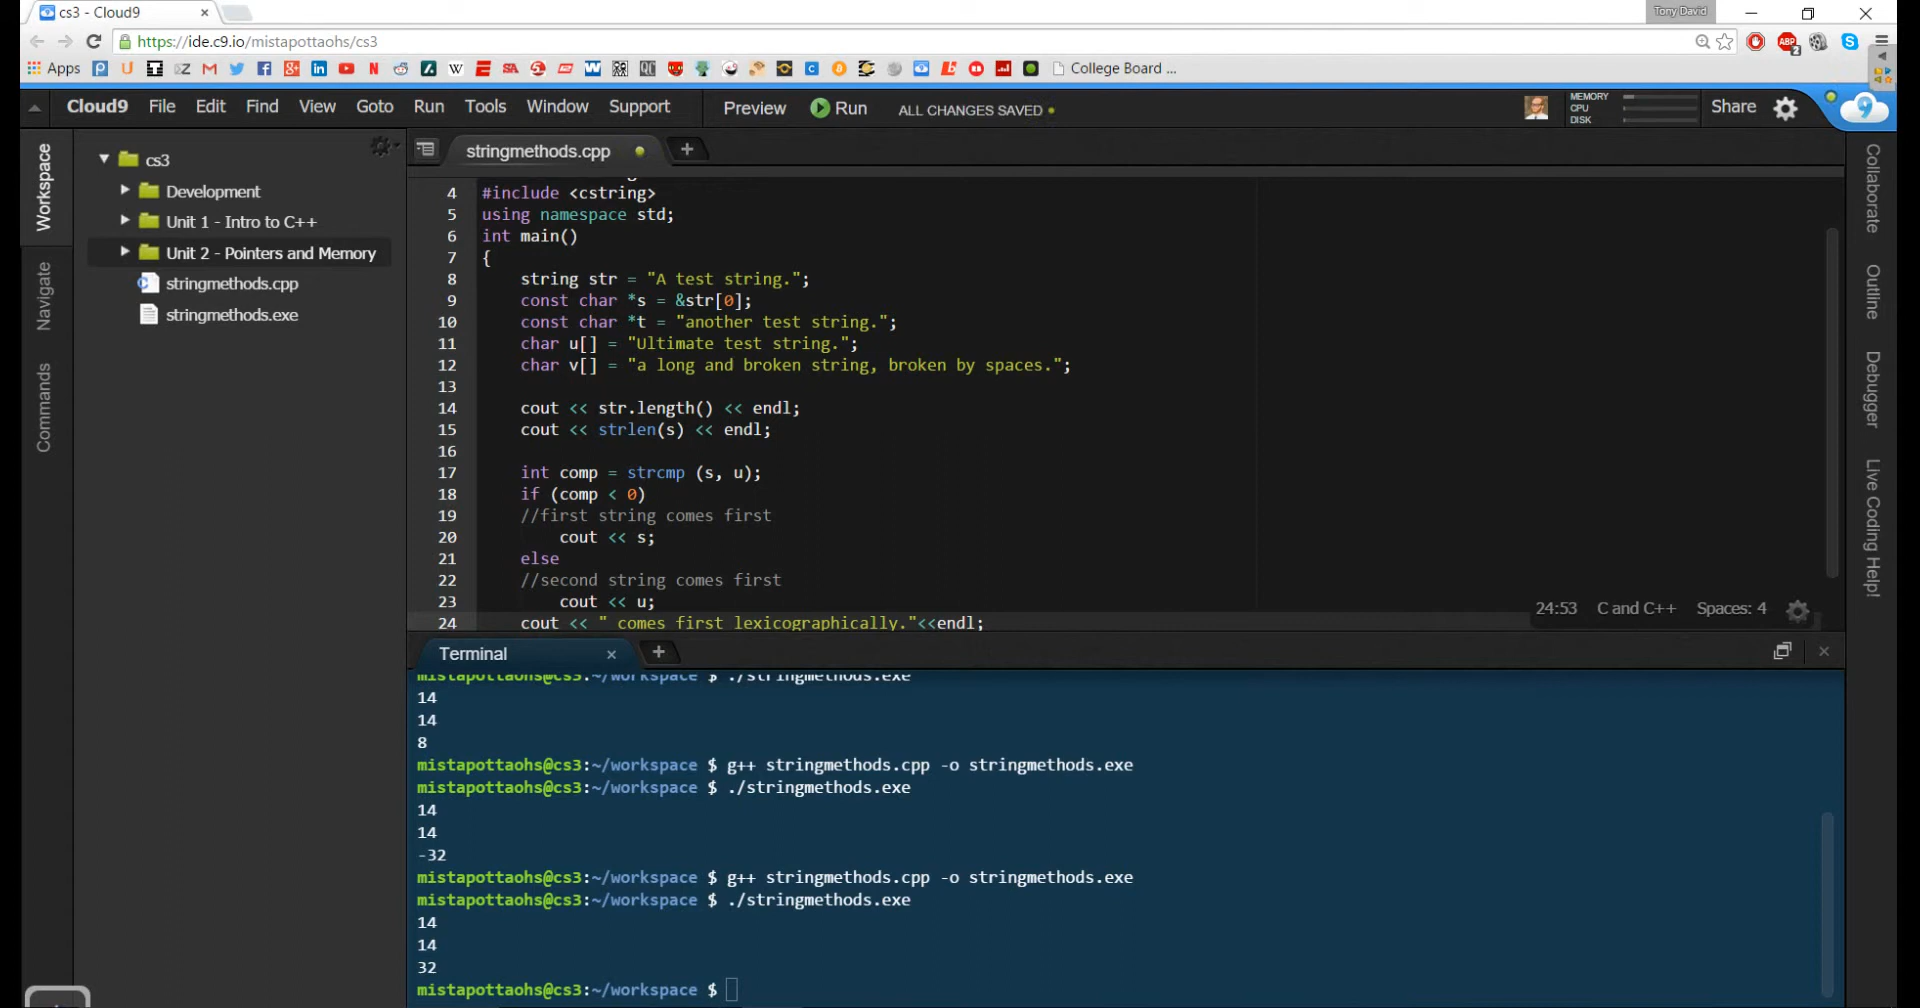 cs3 - Cloud9
Tony David
https://ide.c9.io/mistapottaohs/cs3
Apps
College Board ...
Cloud9 File Edit Find View Goto Run Tools Window Support Preview Run ALL CHANGES SAVED
MEMORY
CPU
DISK
Share
Workspace
Navigate
Commands
cs3
Development
Unit 1 - Intro to C++
Unit 2 - Pointers and Memory
stringmethods.cpp
stringmethods.exe
stringmethods.cpp
4 #include <cstring>
5 using namespace std;
6 int main()
7 {
8 string str = "A test string.";
9 const char *s = &str[0];
10 const char *t = "another test string.";
11 char u[] = "Ultimate test string.";
12 char v[] = "a long and broken string, broken by spaces.";
13
14 cout << str.length() << endl;
15 cout << strlen(s) << endl;
16
17 int comp = strcmp (s, u);
18 if (comp < 0)
19 //first string comes first
20 cout << s;
21 else
22 //second string comes first
23 cout << u;
24 cout << " comes first lexicographically."<<endl;
24:53 C and C++ Spaces: 4
Collaborate
Outline
Debugger
Live Coding Help!
Terminal
mistapottaohs@cs3:~/workspace $ ./stringmethods.exe
14
14
8
mistapottaohs@cs3:~/workspace $ g++ stringmethods.cpp -o stringmethods.exe
mistapottaohs@cs3:~/workspace $ ./stringmethods.exe
14
14
-32
mistapottaohs@cs3:~/workspace $ g++ stringmethods.cpp -o stringmethods.exe
mistapottaohs@cs3:~/workspace $ ./stringmethods.exe
14
14
32
mistapottaohs@cs3:~/workspace $